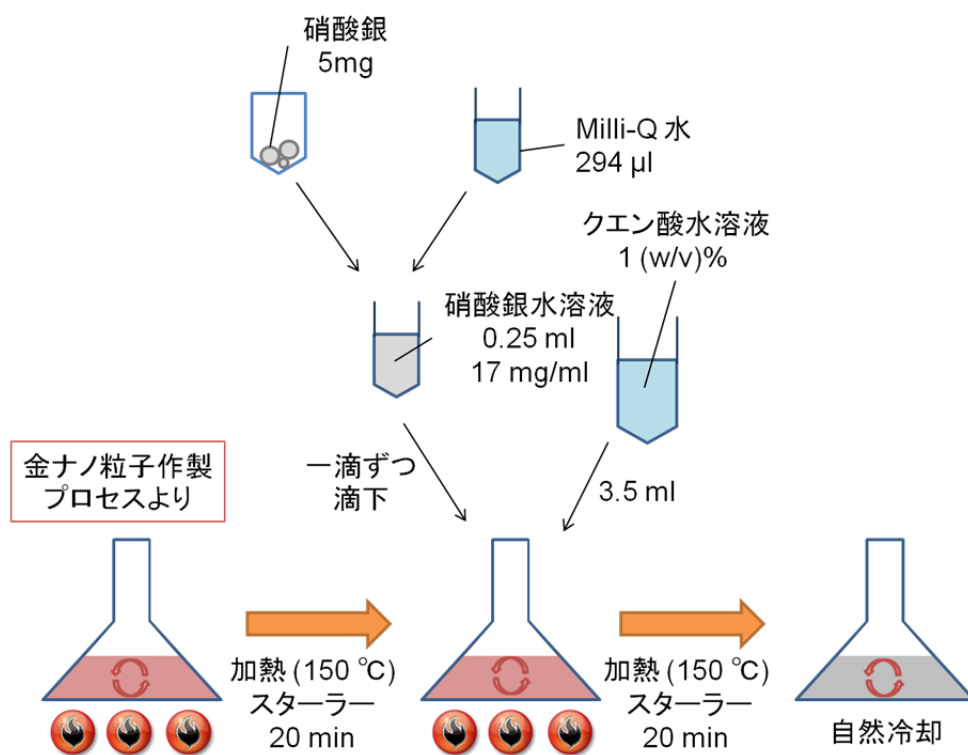 硝酸銀
5mg
Milli-Q 水
294 µl
クエン酸水溶液
1 (w/v)%
硝酸銀水溶液
0.25 ml
17 mg/ml
金ナノ粒子作製
プロセスより
一滴ずつ
滴下
3.5 ml
加熱 (150 ℃)
スターラー
20 min
加熱 (150 ℃)
スターラー
20 min
自然冷却